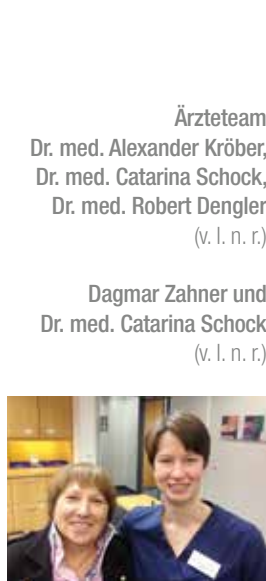 Ärzteteam
Dr. med. Alexander Kröber,
Dr. med. Catarina Schock,
Dr. med. Robert Dengler
(v. l. n. r.)
Dagmar Zahner und
Dr. med. Catarina Schock
(v. l. n. r.)